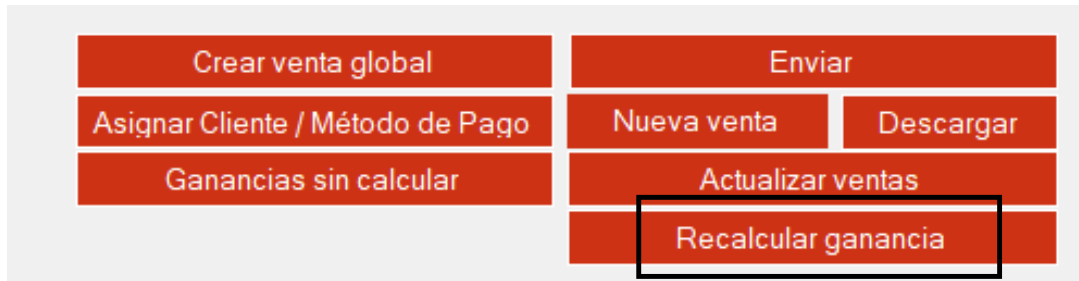 Crear venta global
Enviar
Asignar Cliente / Método de Pago
Nueva venta
Descargar
Ganancias sin calcular
Actualizar ventas
Recalcular ganancia